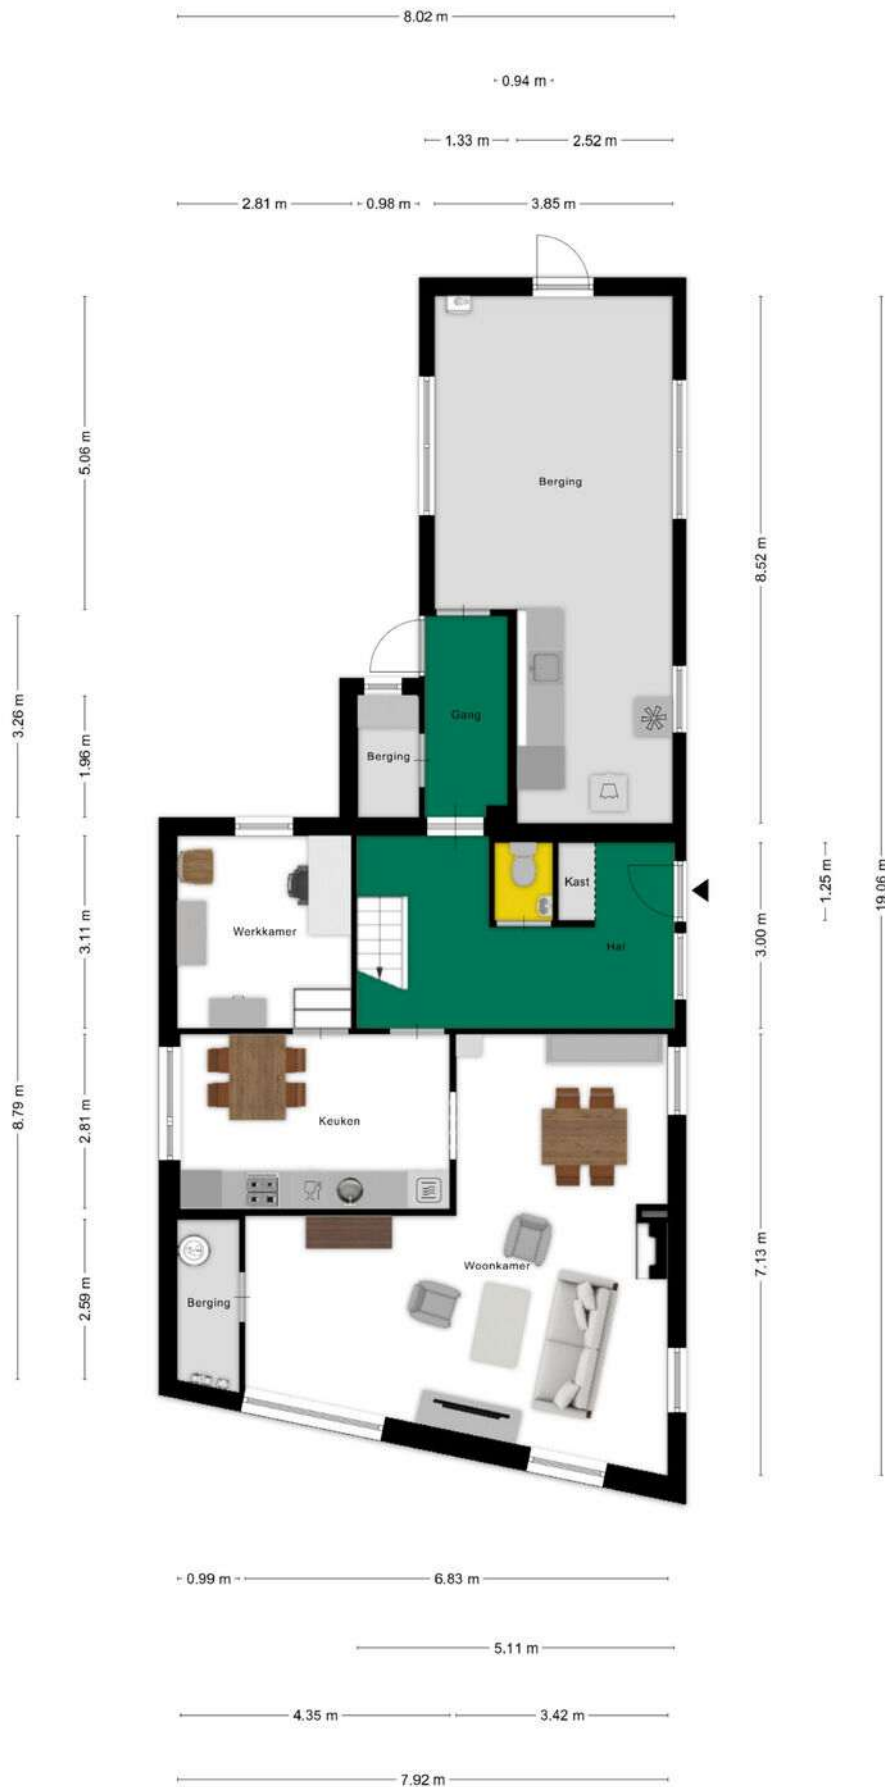 8.02 m
0.94 m
1.33 m
2.52 m
2.81 m
0.98 m
3.85 m
5.06 m
Berging
8.52 m
3.26 m
1.96 m
Gang
Berging
Kast
1.25 m
19.06 m
3.11 m
Werkkamer
Hal
3.00 m
8.79 m
2.81 m
Keuken
7.13 m
Woonkamer
2.59 m
Berging
0.99 m
6.83 m
5.11 m
4.35 m
3.42 m
7.92 m